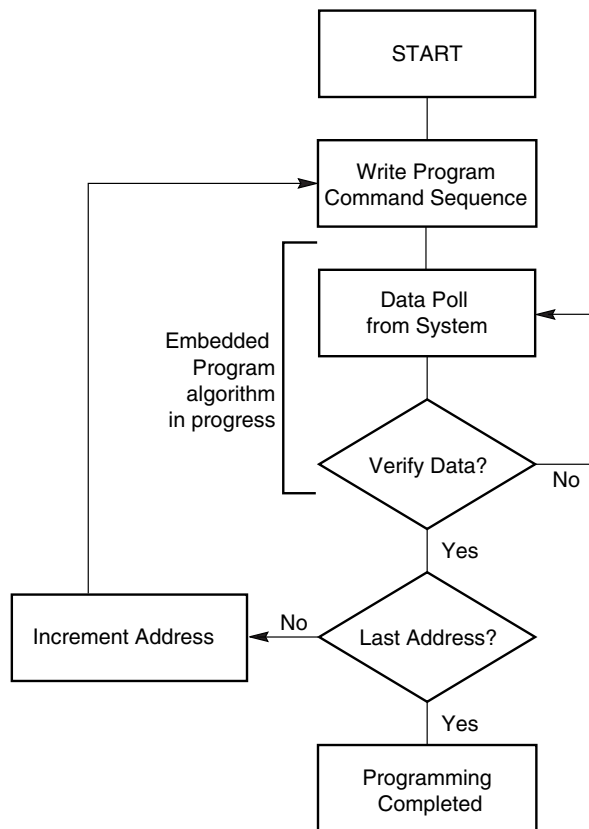 START
Write Program
Command Sequence
Data Poll
from System
Embedded
Program
algorithm
in progress
Verify Data?
No
Yes
Increment Address
No
Last Address?
Yes
Programming
Completed